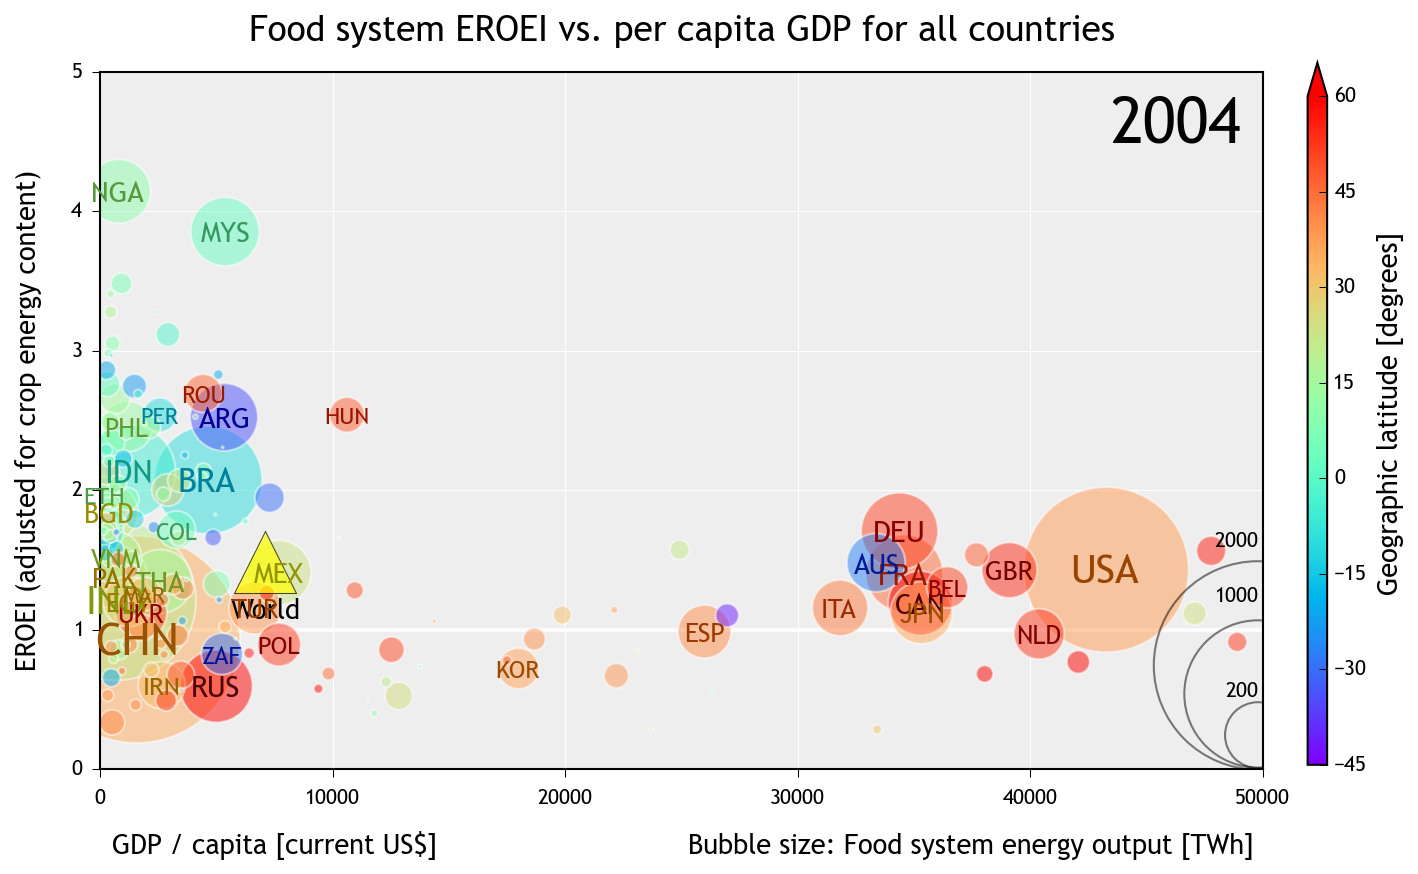 Food system EROEI vs. per capita GDP for all countries
2004
EROEI (adjusted for crop energy content)
5
4
3
2
1
0
NGA
MYS
ROU
PER
ARG
HUN
PHL
IDN
BRA
ETH
BGD
COL
DEU
VNM
AUS
USA
PAK
THA
MEX
FRA
GBR
BEL
MAR
IND
UKR
TUR
World
ITA
CAN
JPN
CHN
POL
ESP
NLD
ZAF
KOR
IRN
RUS
2000
1000
200
0
10000
20000
30000
40000
50000
GDP / capita [current US$]
Bubble size: Food system energy output [TWh]
60
45
30
15
0
−15
−30
−45
Geographic latitude [degrees]